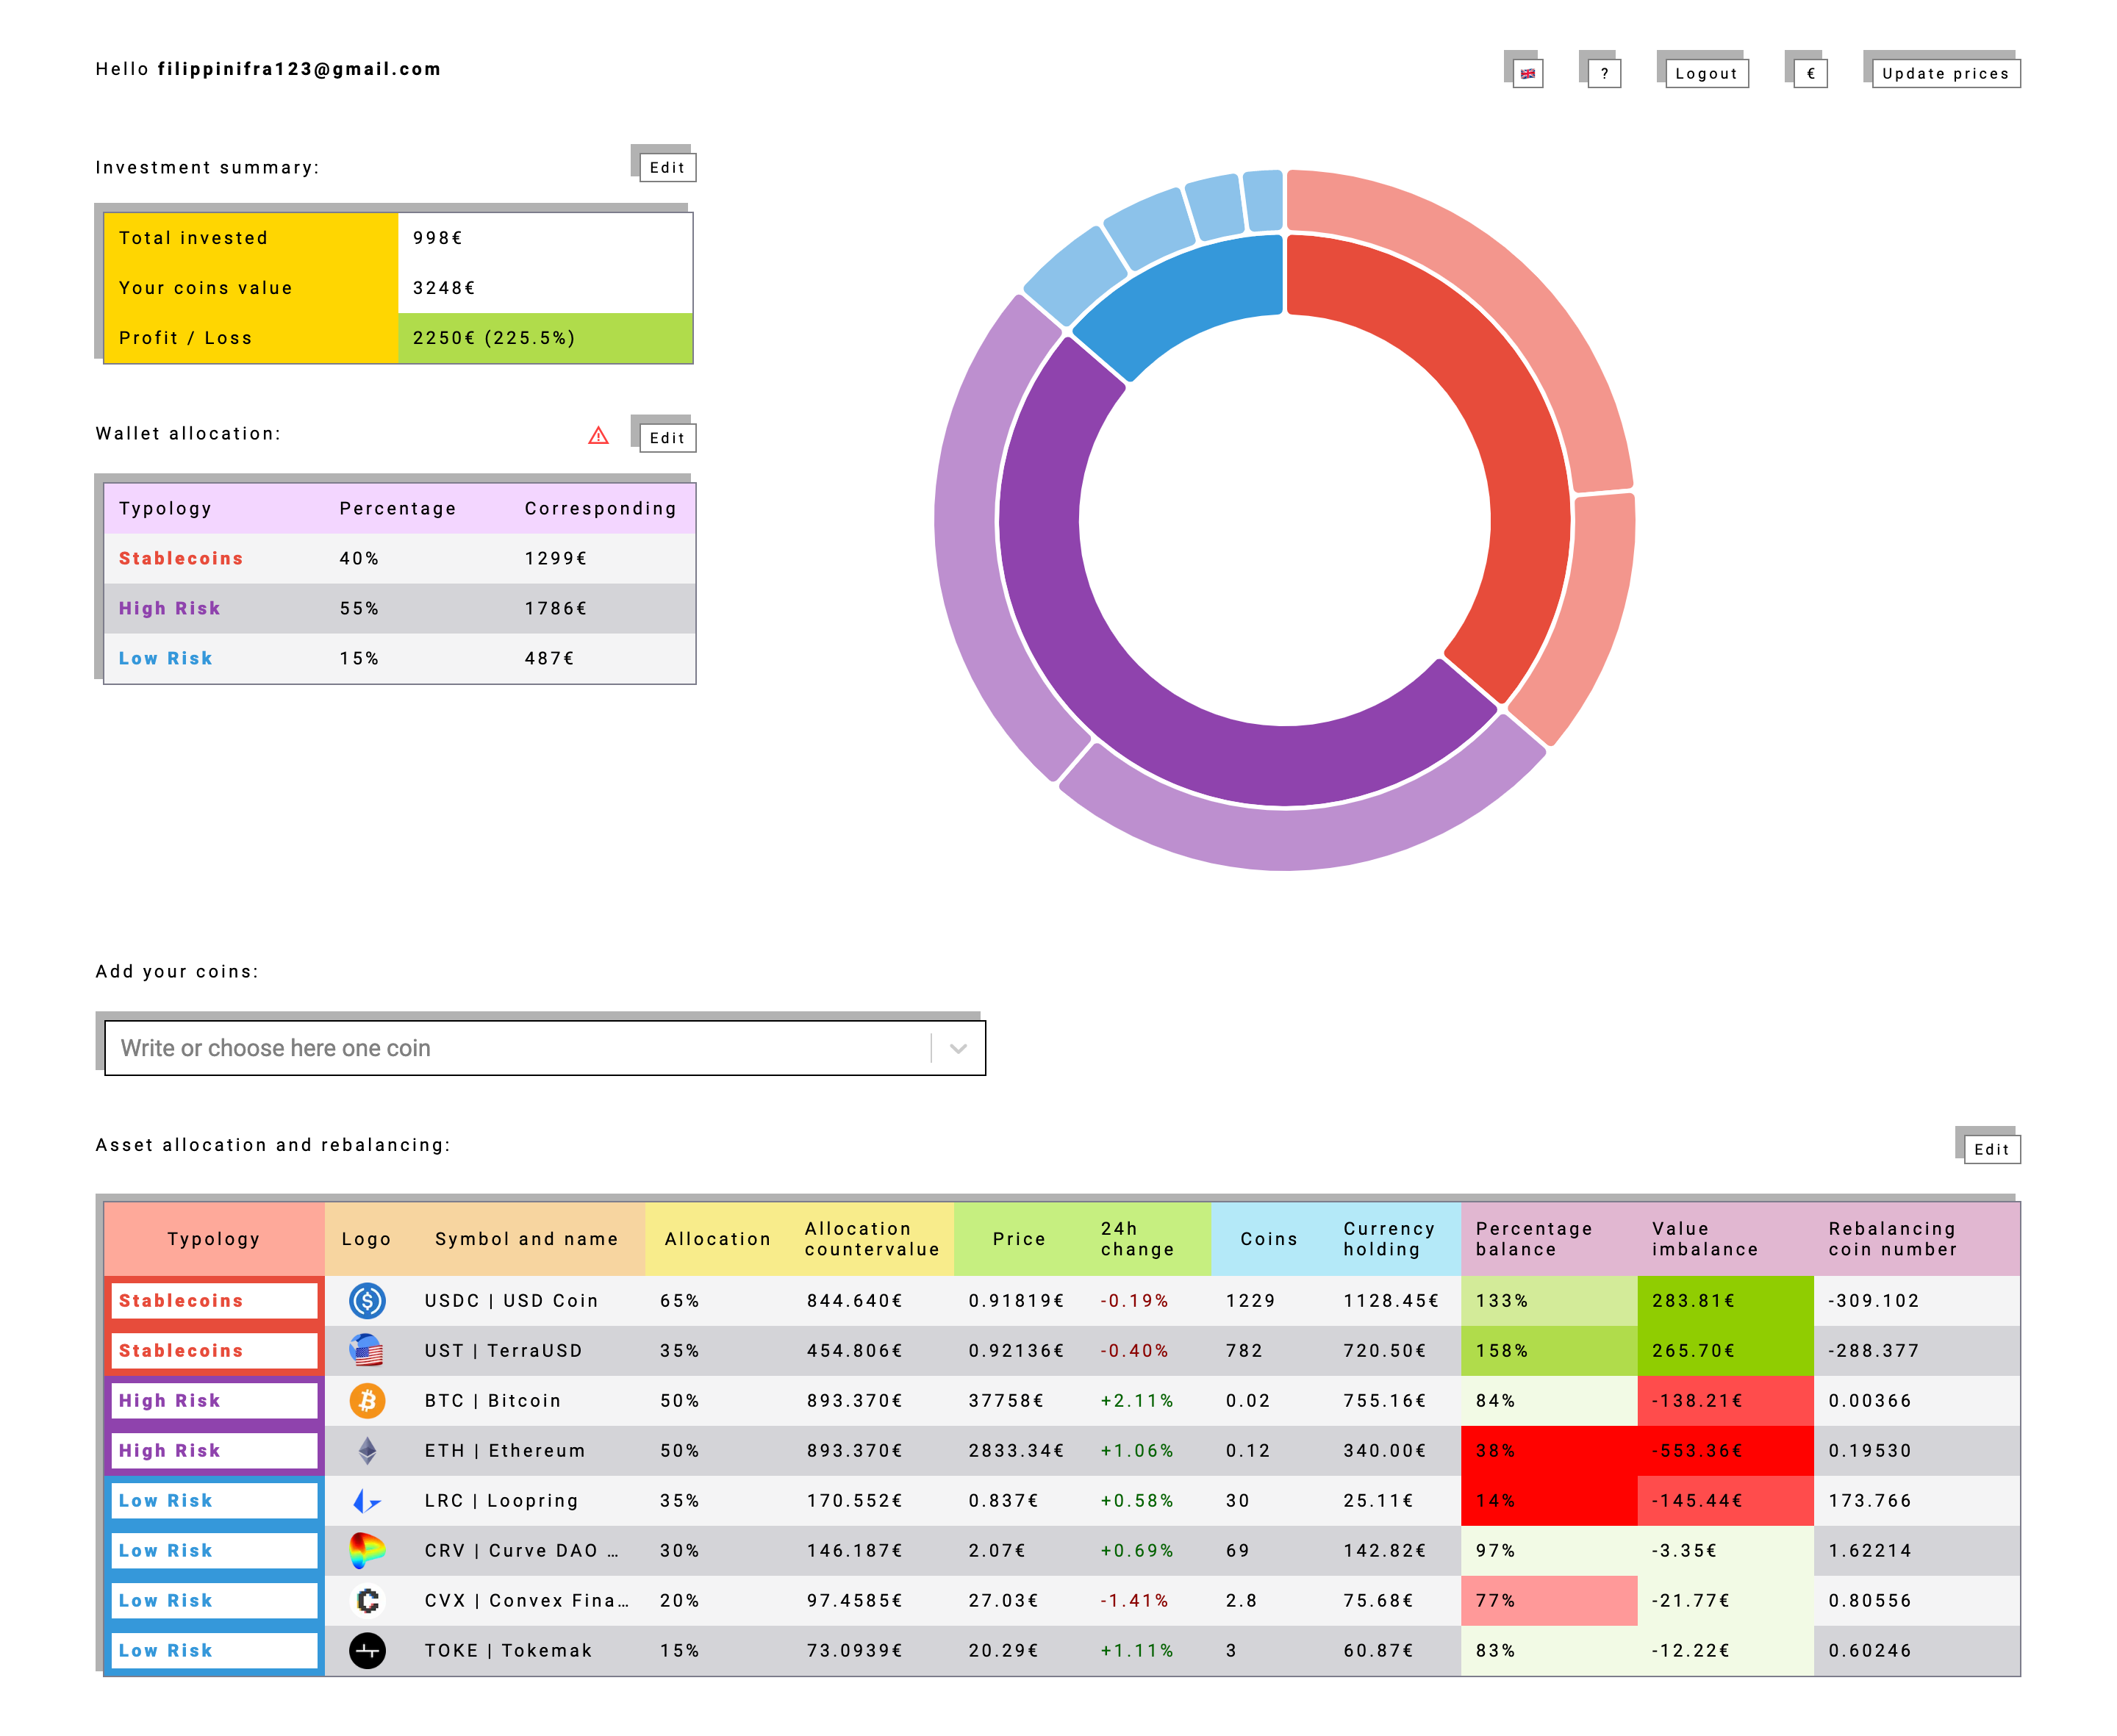 Hello filippinifra123@gmail.com
? Logout € Update prices
Investment summary: Edit
Total invested 998€
Your coins value 3248€
Profit / Loss 2250€ (225.5%)
Wallet allocation: Edit
Typology Percentage Corresponding
Stablecoins 40% 1299€
High Risk 55% 1786€
Low Risk 15% 487€
Add your coins:
Write or choose here one coin
Asset allocation and rebalancing: Edit
Typology Logo Symbol and name Allocation Allocation countervalue Price 24h change Coins Currency holding Percentage balance Value imbalance Rebalancing coin number
Stablecoins USDC | USD Coin 65% 844.640€ 0.91819€ -0.19% 1229 1128.45€ 133% 283.81€ -309.102
Stablecoins UST | TerraUSD 35% 454.806€ 0.92136€ -0.40% 782 720.50€ 158% 265.70€ -288.377
High Risk BTC | Bitcoin 50% 893.370€ 37758€ +2.11% 0.02 755.16€ 84% -138.21€ 0.00366
High Risk ETH | Ethereum 50% 893.370€ 2833.34€ +1.06% 0.12 340.00€ 38% -553.36€ 0.19530
Low Risk LRC | Loopring 35% 170.552€ 0.837€ +0.58% 30 25.11€ 14% -145.44€ 173.766
Low Risk CRV | Curve DAO … 30% 146.187€ 2.07€ +0.69% 69 142.82€ 97% -3.35€ 1.62214
Low Risk CVX | Convex Fina… 20% 97.4585€ 27.03€ -1.41% 2.8 75.68€ 77% -21.77€ 0.80556
Low Risk TOKE | Tokemak 15% 73.0939€ 20.29€ +1.11% 3 60.87€ 83% -12.22€ 0.60246